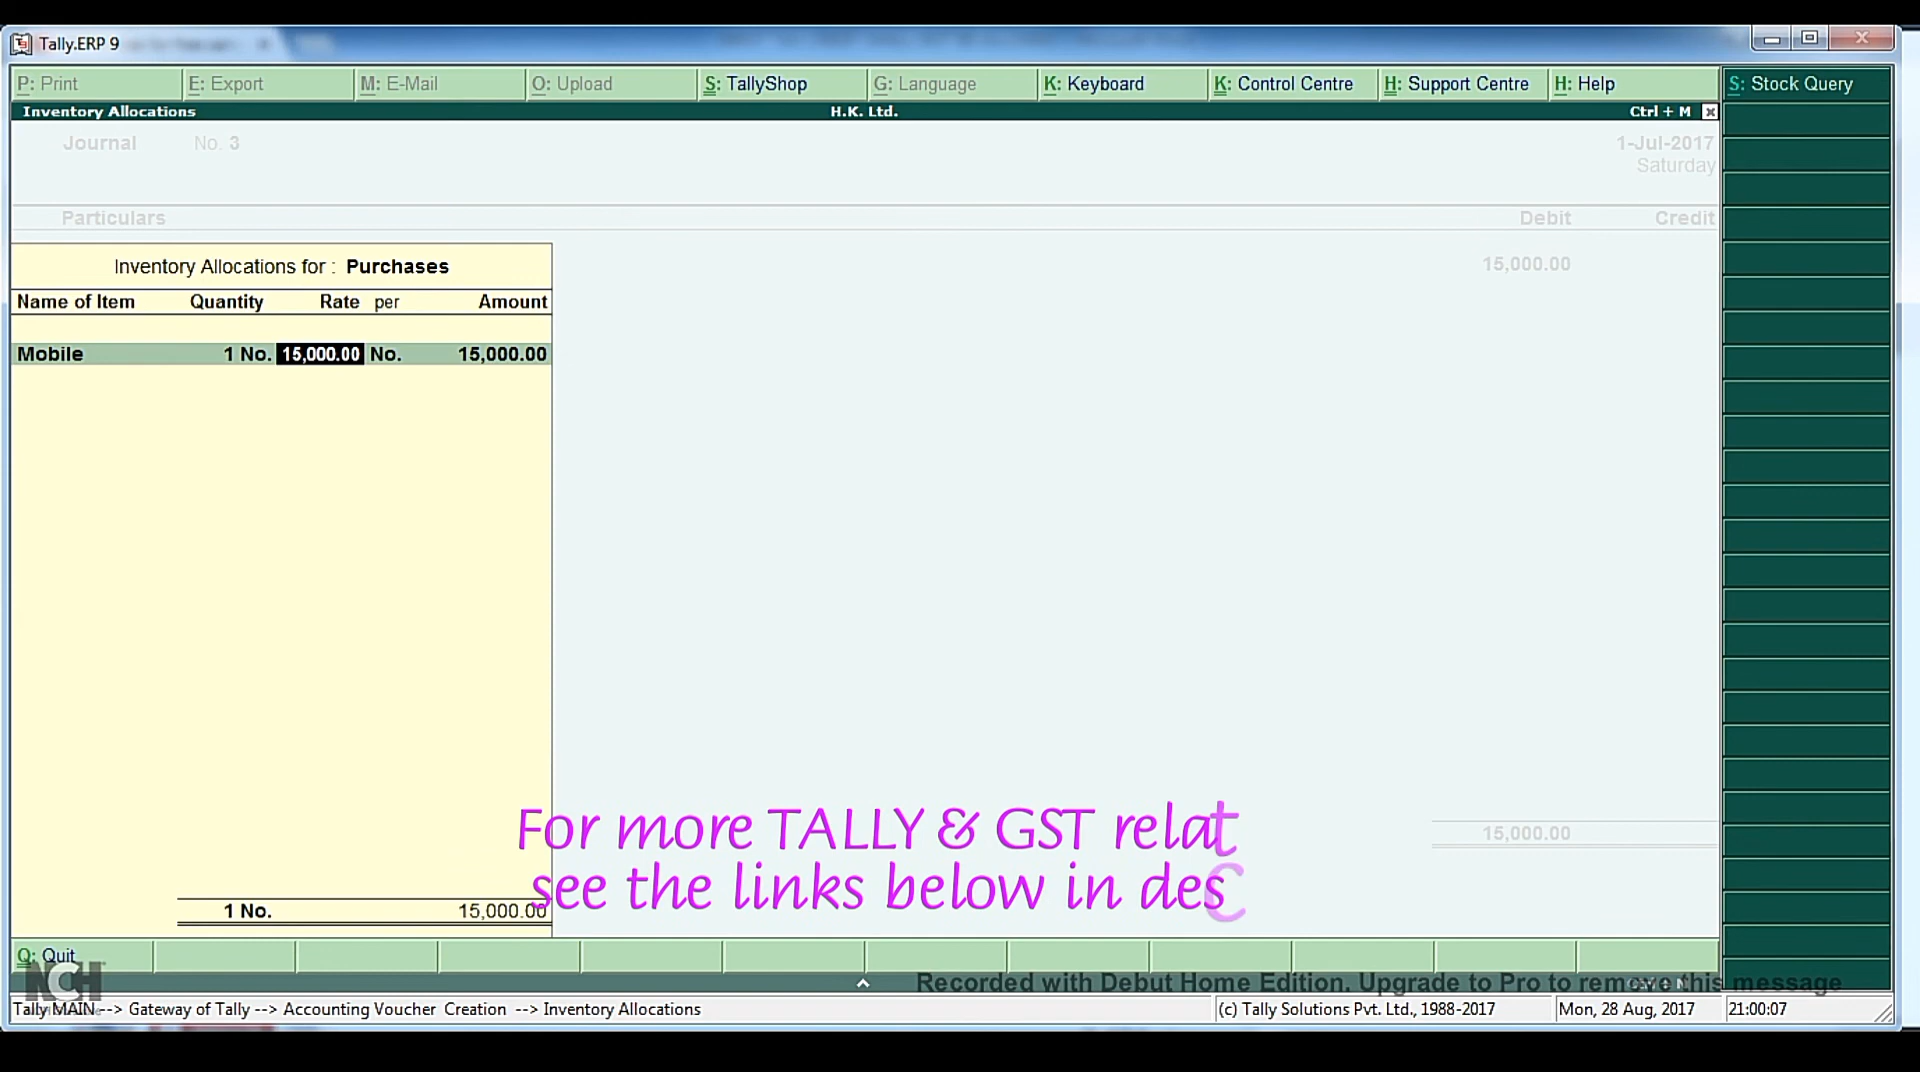 Tally.ERP 9
P: Print E: Export M: E-Mail O: Upload S: TallyShop G: Language K: Keyboard K: Control Centre H: Support Centre H: Help S: Stock Query
Inventory Allocations H.K. Ltd. Ctrl + M
Journal No. 3 1-Jul-2017
Saturday
Particulars Debit Credit
Inventory Allocations for : Purchases 15,000.00
Name of Item Quantity Rate per Amount
Mobile 1 No. 15,000.00 No. 15,000.00
For more TALLY & GST relat
15,000.00
see the links below in desc
1 No. 15,000.00
Q: Quit
NCH
Recorded with Debut Home Edition. Upgrade to Pro to remove this message
Tally MAIN --> Gateway of Tally --> Accounting Voucher Creation --> Inventory Allocations (c) Tally Solutions Pvt. Ltd., 1988-2017 Mon, 28 Aug, 2017 21:00:07